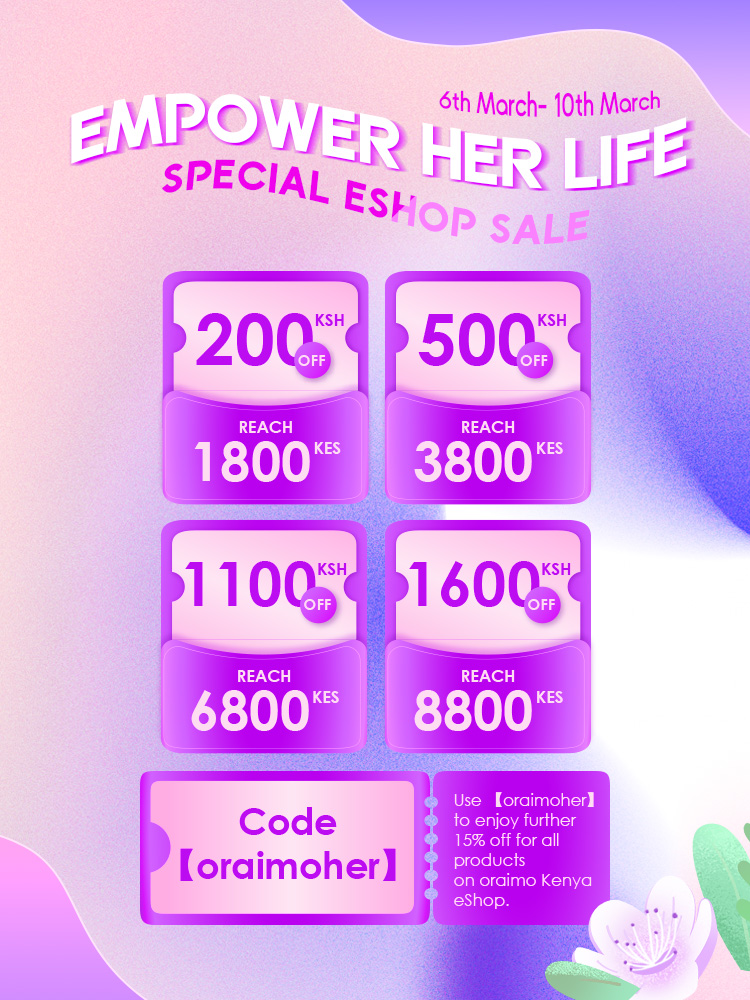 6th March- 10th March
EMPOWER HER LIFE
SPECIAL ESHOP SALE
200 KSH
OFF
REACH
1800 KES
500 KSH
OFF
REACH
3800 KES
1100 KSH
OFF
REACH
6800 KES
1600 KSH
OFF
REACH
8800 KES
Code
【oraimoher】
Use 【oraimoher】
to enjoy further
15% off for all
products
on oraimo Kenya
eShop.